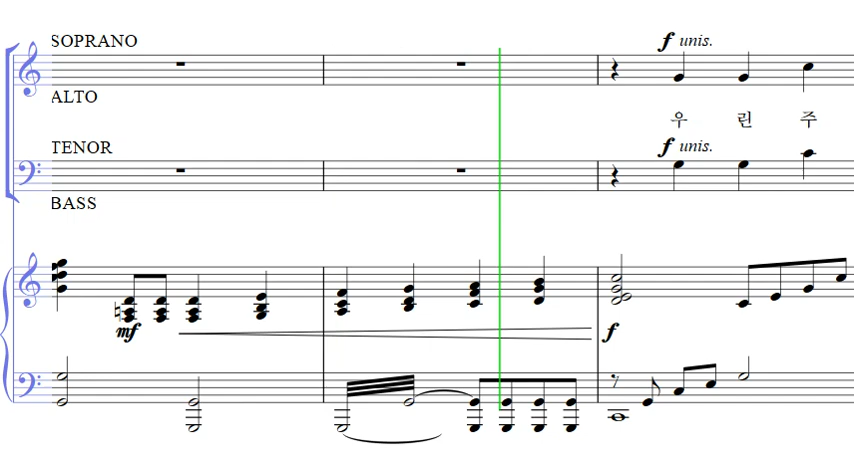 SOPRANO
f unis.
ALTO
우 린 주
TENOR
f unis.
BASS
mf
f